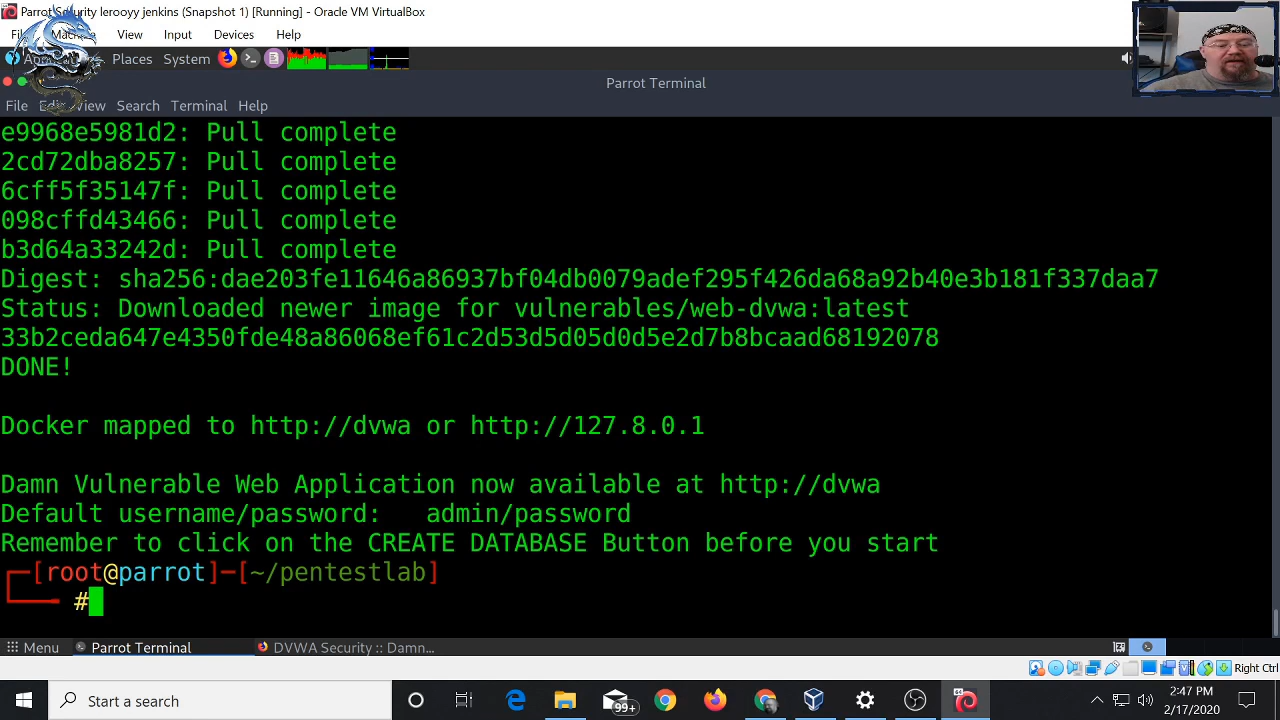 Parrot Security lerooyy jenkins (Snapshot 1) [Running] - Oracle VM VirtualBox
View Input Devices Help
Places System
Parrot Terminal
File Edit View Search Terminal Help
e9968e5981d2: Pull complete
2cd72dba8257: Pull complete
6cff5f35147f: Pull complete
098cffd43466: Pull complete
b3d64a33242d: Pull complete
Digest: sha256:dae203fe11646a86937bf04db0079adef295f426da68a92b40e3b181f337daa7
Status: Downloaded newer image for vulnerables/web-dvwa:latest
33b2ceda647e4350fde48a86068ef61c2d53d5d05d0d5e2d7b8bcaad68192078
DONE!
Docker mapped to http://dvwa or http://127.8.0.1
Damn Vulnerable Web Application now available at http://dvwa
Default username/password: admin/password
Remember to click on the CREATE DATABASE Button before you start
[root@parrot]-[~/pentestlab]
#
Menu Parrot Terminal DVWA Security :: Damn...
Right Ctrl
Start a search
99+
2:47 PM
2/17/2020